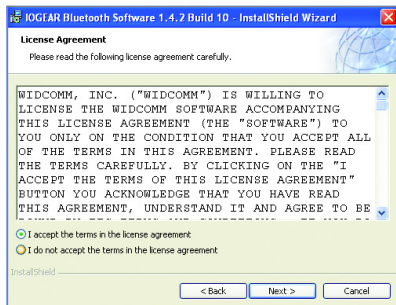 IOGEAR Bluetooth Software 1.4.2 Build 10 - InstallShield Wizard
License Agreement
Please read the following license agreement carefully.
WIDCOMM, INC. ("WIDCOMM") IS WILLING TO
LICENSE THE WIDCOMM SOFTWARE ACCOMPANYING
THIS LICENSE AGREEMENT (THE "SOFTWARE") TO
YOU ONLY ON THE CONDITION THAT YOU ACCEPT ALL
OF THE TERMS IN THIS AGREEMENT. PLEASE READ
THE TERMS CAREFULLY. BY CLICKING ON THE "I
ACCEPT THE TERMS OF THIS LICENSE AGREEMENT"
BUTTON YOU ACKNOWLEDGE THAT YOU HAVE READ
THIS AGREEMENT, UNDERSTAND IT AND AGREE TO BE
I accept the terms in the license agreement
I do not accept the terms in the license agreement
InstallShield
< Back Next > Cancel